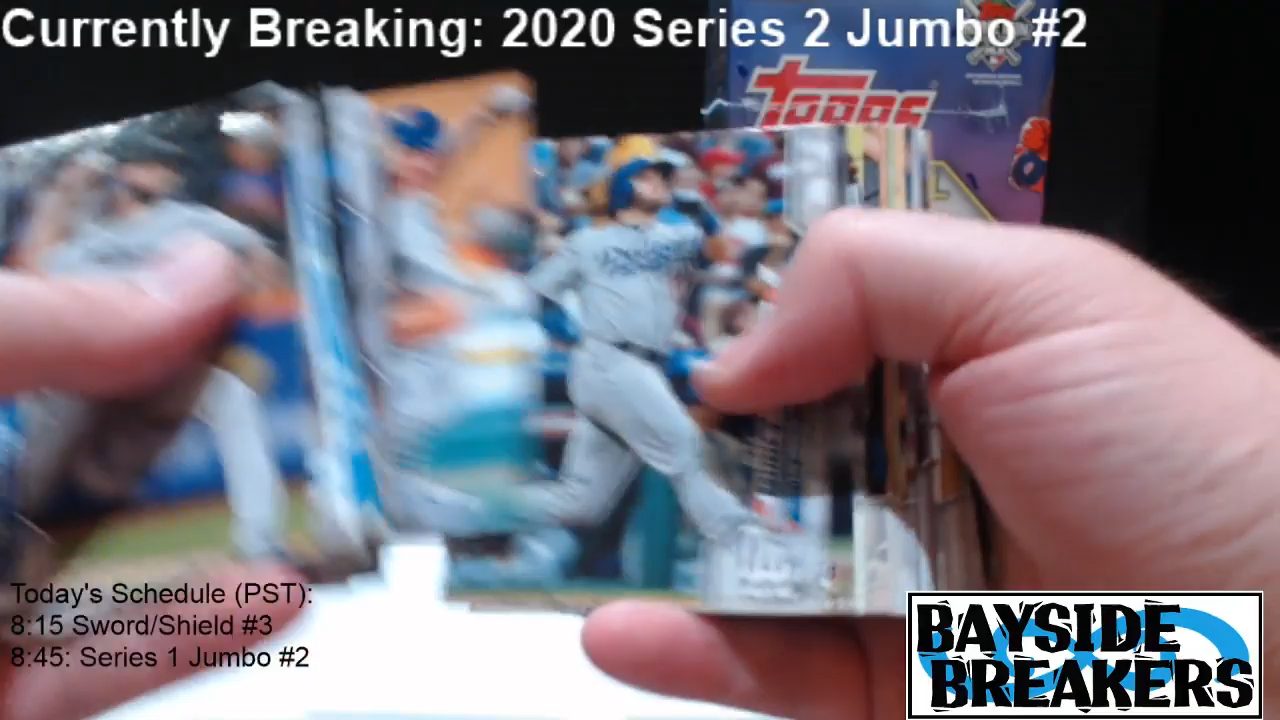 Currently Breaking: 2020 Series 2 Jumbo #2
Topps
Today's Schedule (PST):
8:15 Sword/Shield #3
8:45: Series 1 Jumbo #2
BAYSIDE
BREAKERS